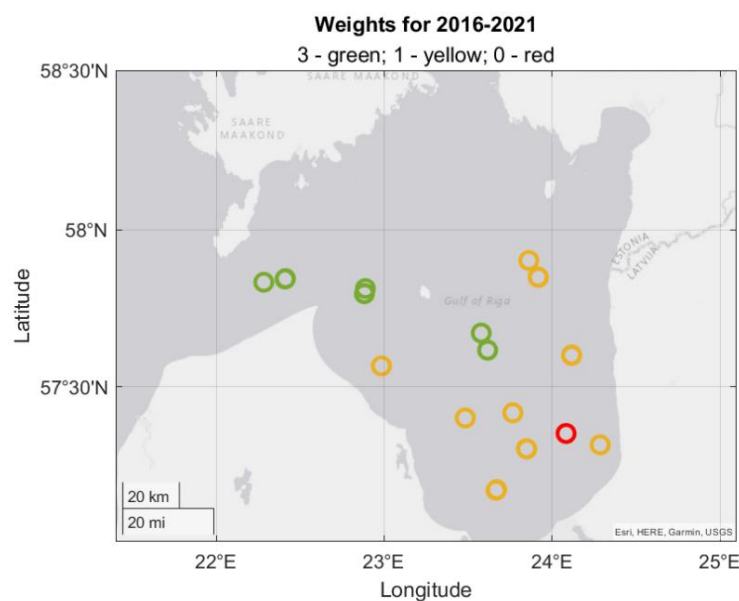 Weights for 2016-2021
3 - green; 1 - yellow; 0 - red
58°30'N
SAARE MAAKOND
SAARE
MAAKOND
58°N
ESTONIA
LATVIJA
Gulf of Riga
Latitude
57°30'N
20 km
20 mi
Esri, HERE, Garmin, USGS
22°E
23°E
24°E
25°E
Longitude